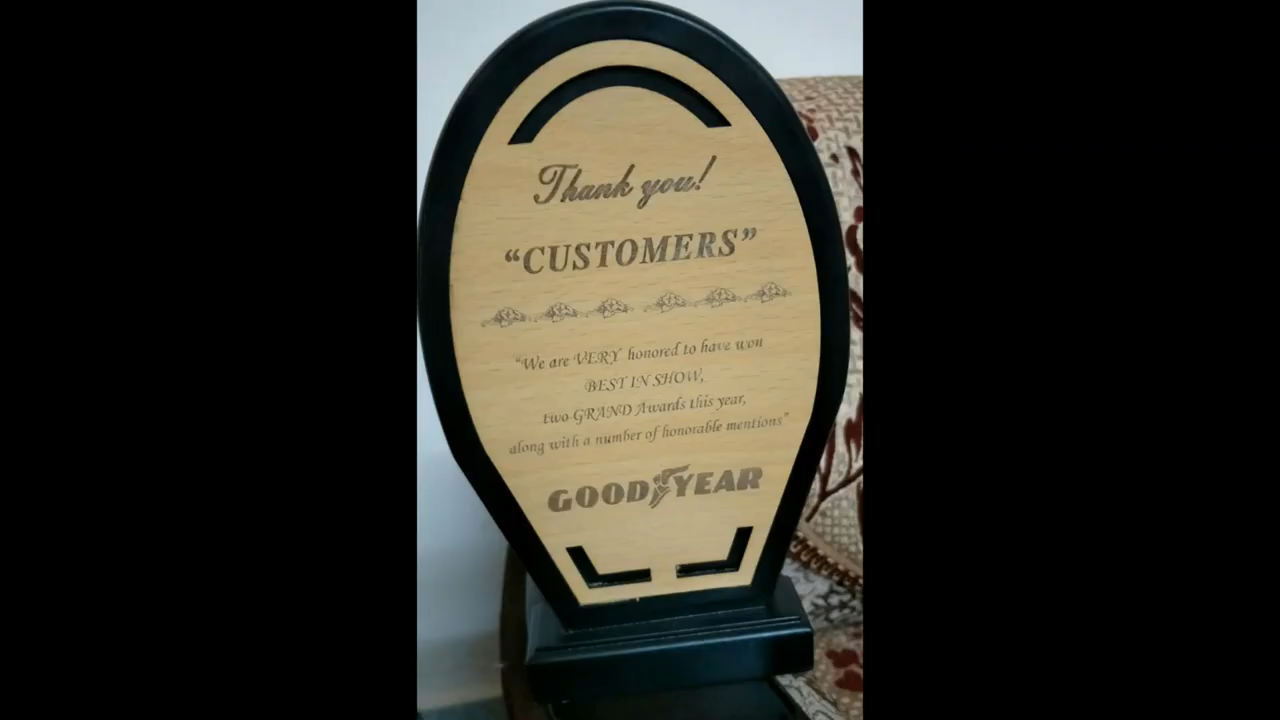 Thank you!
“CUSTOMERS”
“We are VERY honored to have won
BEST IN SHOW,
two GRAND Awards this year,
along with a number of honorable mentions”
GOODYEAR